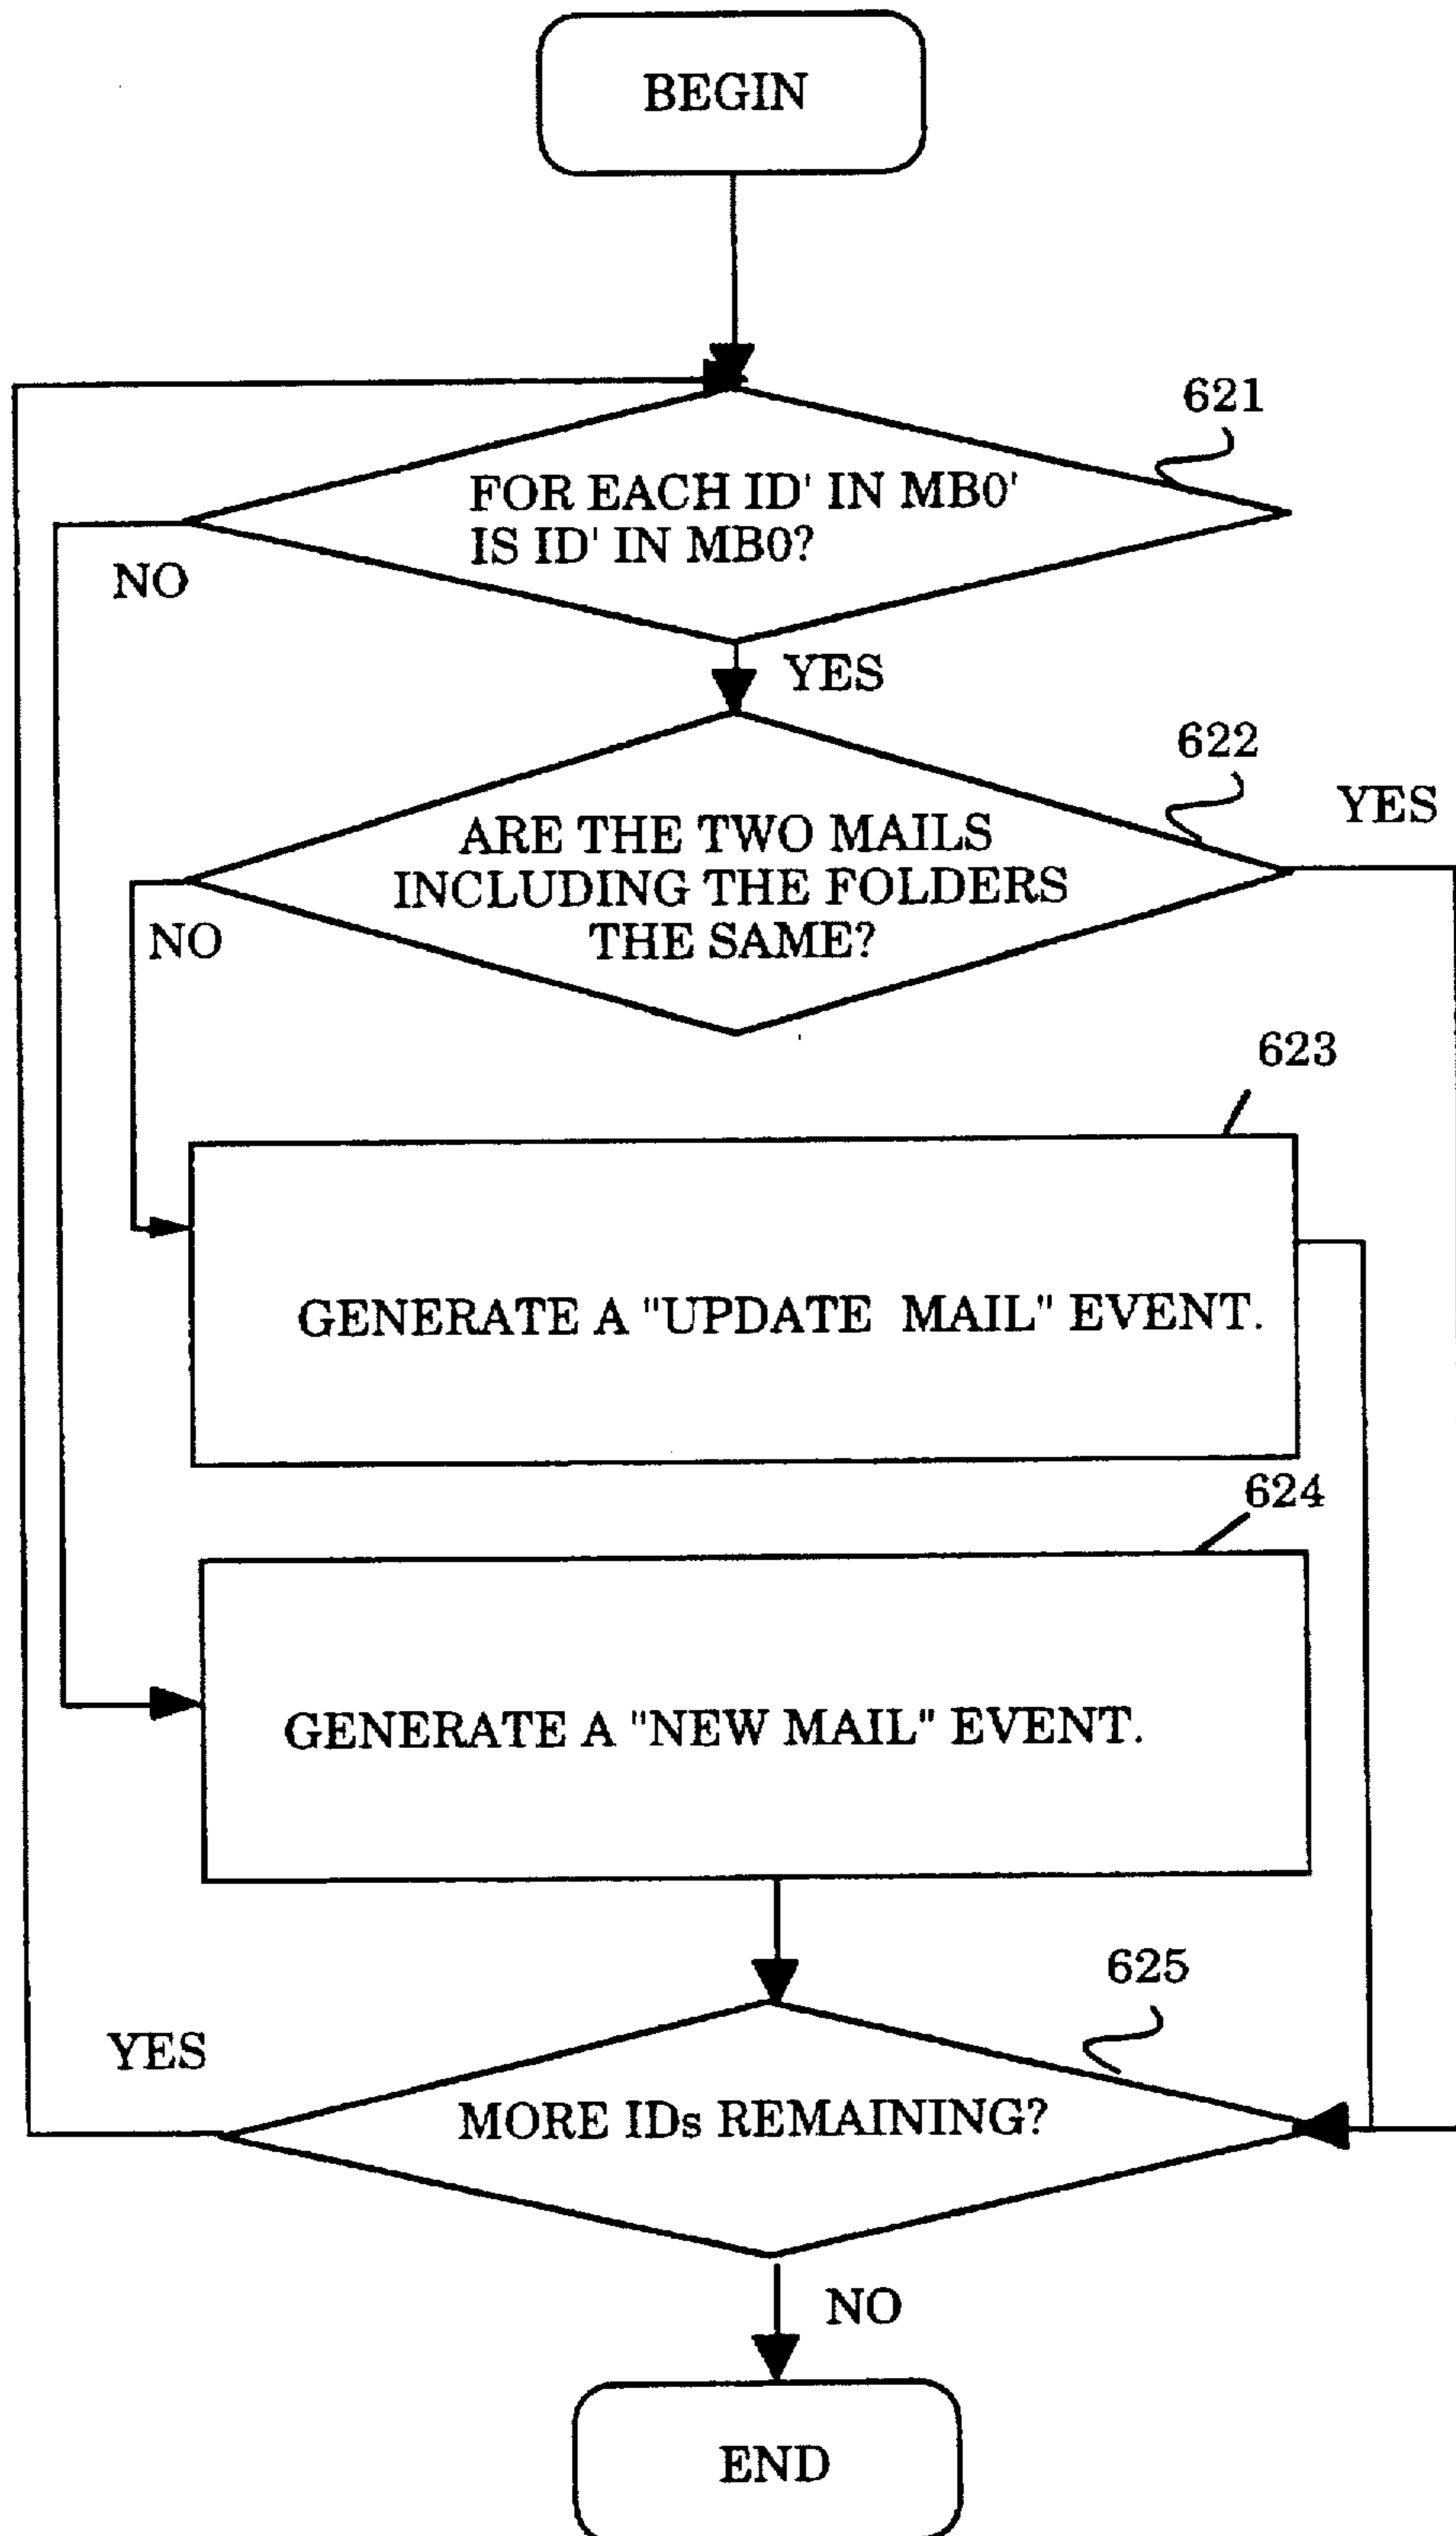 BEGIN
621
FOR EACH ID' IN MB0'
IS ID' IN MB0?
NO
YES
622
YES
ARE THE TWO MAILS
INCLUDING THE FOLDERS
THE SAME?
NO
623
GENERATE A "UPDATE MAIL" EVENT.
624
GENERATE A "NEW MAIL" EVENT.
625
YES
MORE IDs REMAINING?
NO
END